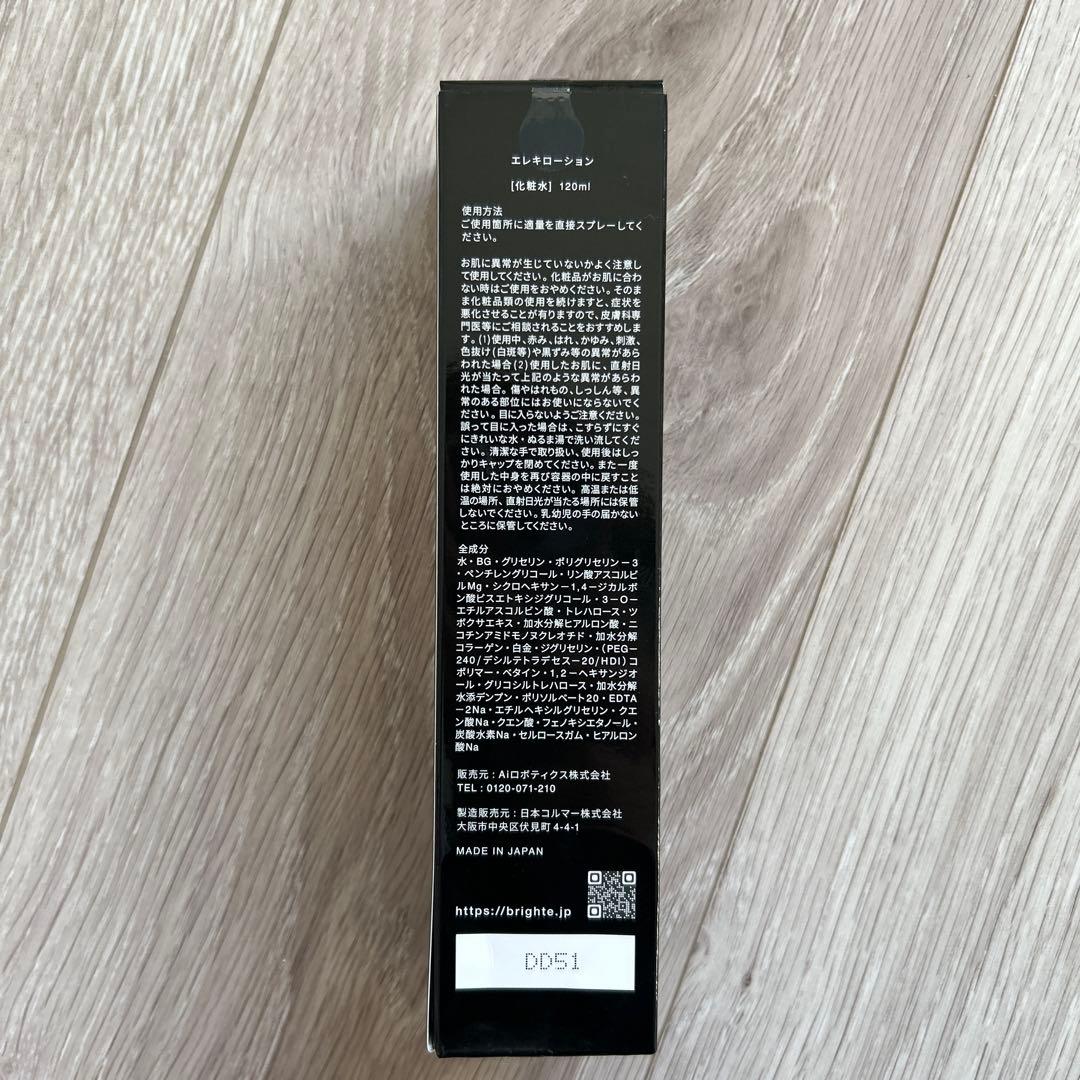 エレキローション
[化粧水] 120ml
使用方法
ご使用箇所に適量を直接スプレーしてく
ださい。
お肌に異常が生じていないかよく注意し
て使用してください。化粧品がお肌に合わ
ない時はご使用をおやめください。そのま
ま化粧品類の使用を続けますと、症状を
悪化させることが有りますので、皮膚科専
門医等にご相談されることをおすすめしま
す。(1)使用中、赤み、はれ、かゆみ、刺激、
色抜け(白斑等)や黒ずみ等の異常があら
われた場合(2)使用したお肌に、直射日
光が当たって上記のような異常があらわ
れた場合。傷やはれもの、しっしん等、異
常のある部位にはお使いにならないでく
ださい。目に入らないようご注意ください。
誤って目に入った場合は、こすらずにすぐ
にきれいな水・ぬるま湯で洗い流してくだ
さい。清潔な手で取り扱い、使用後はしっ
かりキャップを閉めてください。また一度
使用した中身を再び容器の中に戻すこと
は絶対におやめください。高温または低
温の場所、直射日光が当たる場所には保管
しないでください。乳幼児の手の届かない
ところに保管してください。
全成分
水・BG・グリセリン・ポリグリセリン-3
・ペンチレングリコール・リン酸アスコルビ
ルMg・シクロヘキサン-1,4-ジカルボ
ン酸ビスエトキシジグリコール・3-O-
エチルアスコルビン酸・トレハロース・ツ
ボクサエキス・加水分解ヒアルロン酸・ニ
コチンアミドモノヌクレオチド・加水分解
コラーゲン・白金・ジグリセリン・(PEG-
240/デシルテトラデセス-20/HDI)コ
ポリマー・ベタイン・1,2-ヘキサンジオ
ール・グリコシルトレハロース・加水分解
水添デンプン・ポリソルベート20・EDTA
-2Na・エチルヘキシルグリセリン・クエ
ン酸Na・クエン酸・フェノキシエタノール・
炭酸水素Na・セルロースガム・ヒアルロン
酸Na
販売元:Aiロボティクス株式会社
TEL:0120-071-210
製造販売元:日本コルマー株式会社
大阪市中央区伏見町4-4-1
MADE IN JAPAN
https://brighte.jp
DD51